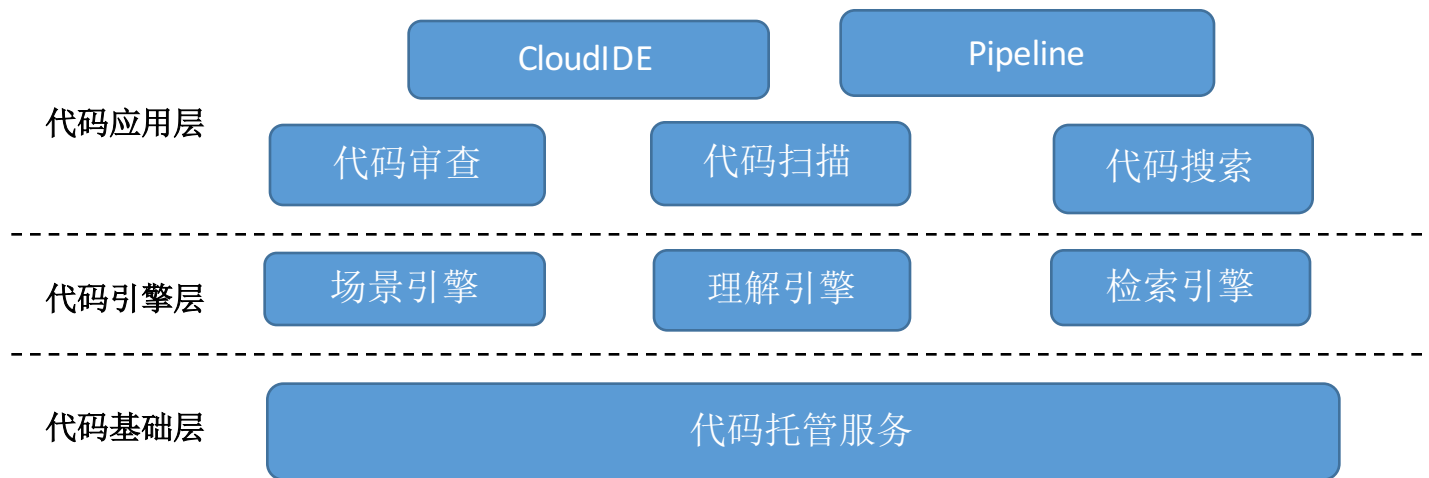 CloudIDE
Pipeline
代码应用层
代码审查
代码扫描
代码搜索
代码引擎层
场景引擎
理解引擎
检索引擎
代码基础层
代码托管服务